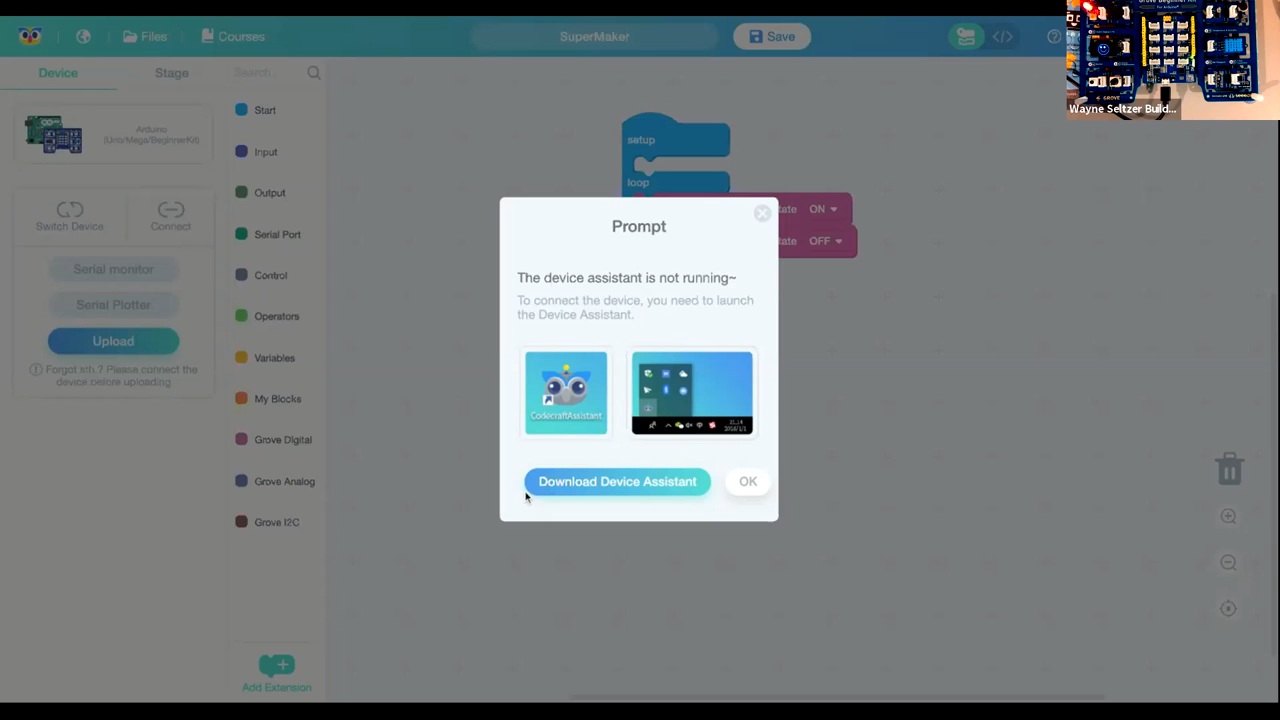 Files
Courses
SuperMaker
Save
</>
Device
Stage
Search
Arduino
(Uno/Mega/BeginnerKit)
Switch Device
Connect
Serial monitor
Serial Plotter
Upload
device before uploading
Start
Input
Output
Serial Port
Control
Operators
Variables
My Blocks
Grove Digital
Grove Analog
Grove I2C
Add Extension
setup
loop
ON
OFF
Prompt
The device assistant is not running~
To connect the device, you need to launch
the Device Assistant.
CodecraftAssistant
Download Device Assistant
OK
Wayne Seltzer Build...